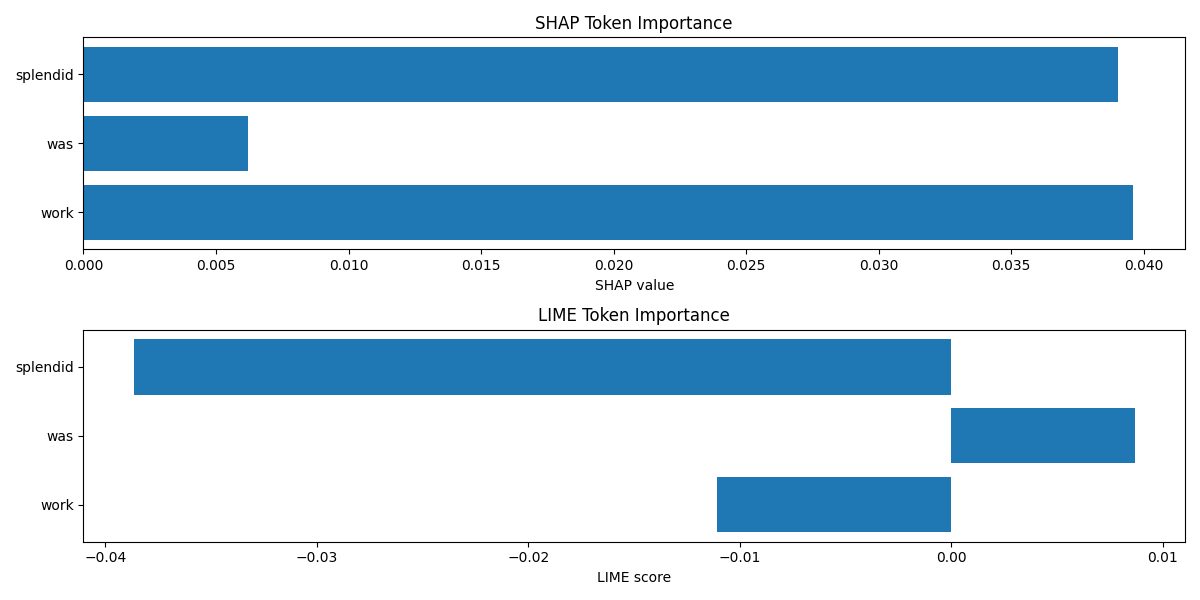 SHAP Token Importance
splendid
was
work
0.000 0.005 0.010 0.015 0.020 0.025 0.030 0.035 0.040
SHAP value
LIME Token Importance
splendid
was
work
−0.04 −0.03 −0.02 −0.01 0.00 0.01
LIME score